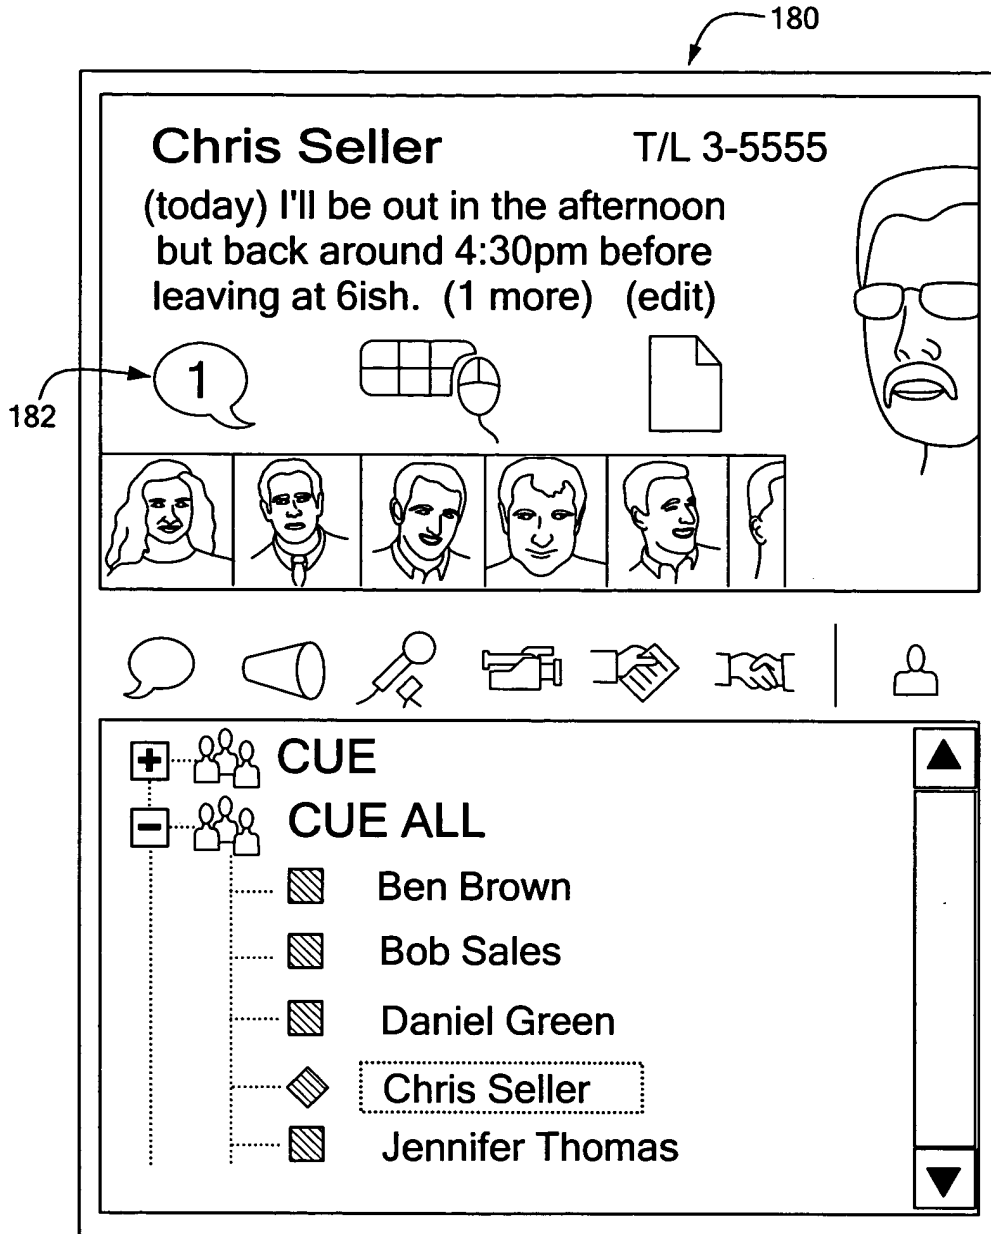 180
Chris Seller T/L 3-5555
(today) I'll be out in the afternoon
but back around 4:30pm before
leaving at 6ish. (1 more) (edit)
1
182
CUE
CUE ALL
Ben Brown
Bob Sales
Daniel Green
Chris Seller
Jennifer Thomas